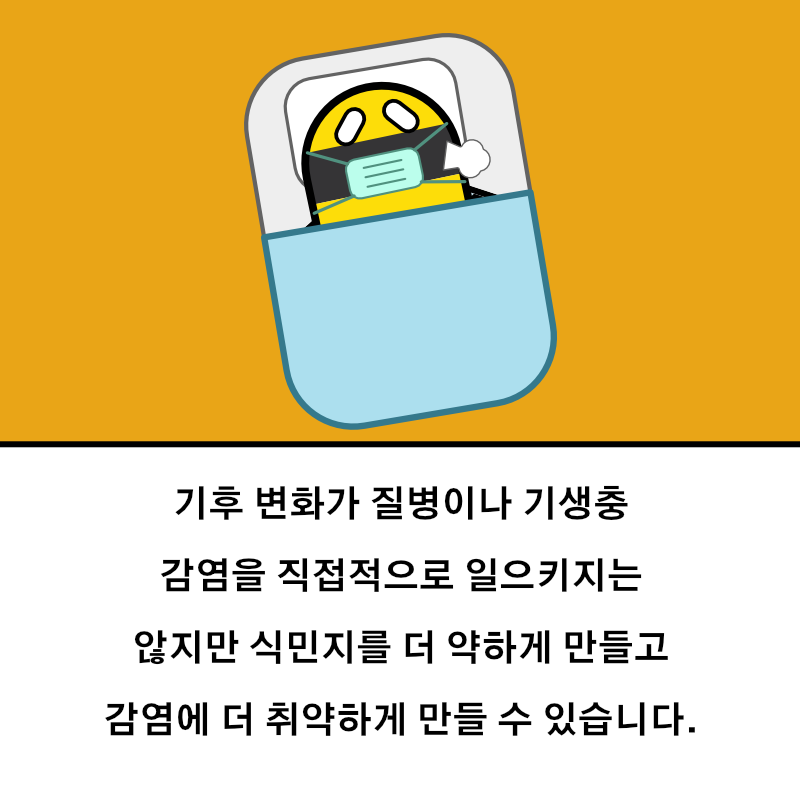 기후 변화가 질병이나 기생충
감염을 직접적으로 일으키지는
않지만 식민지를 더 약하게 만들고
감염에 더 취약하게 만들 수 있습니다.